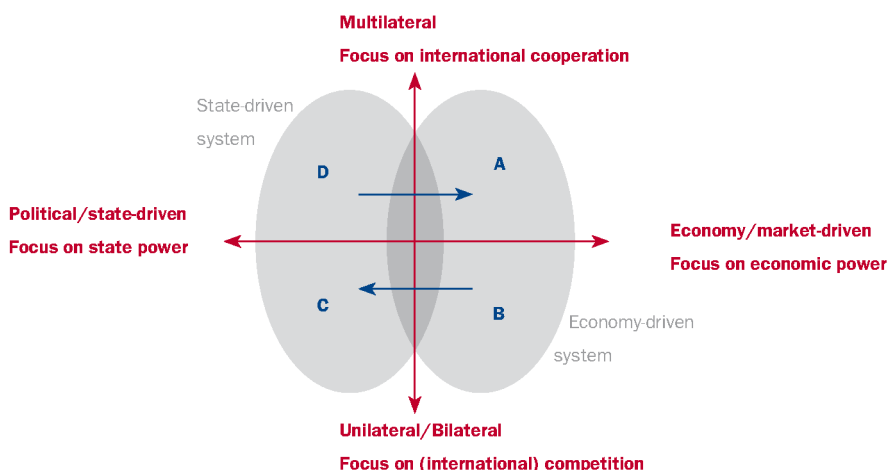 Multilateral
Focus on international cooperation
State-driven
system
D
A
Political/state-driven
Focus on state power
Economy/market-driven
Focus on economic power
C
B
Economy-driven
system
Unilateral/Bilateral
Focus on (international) competition